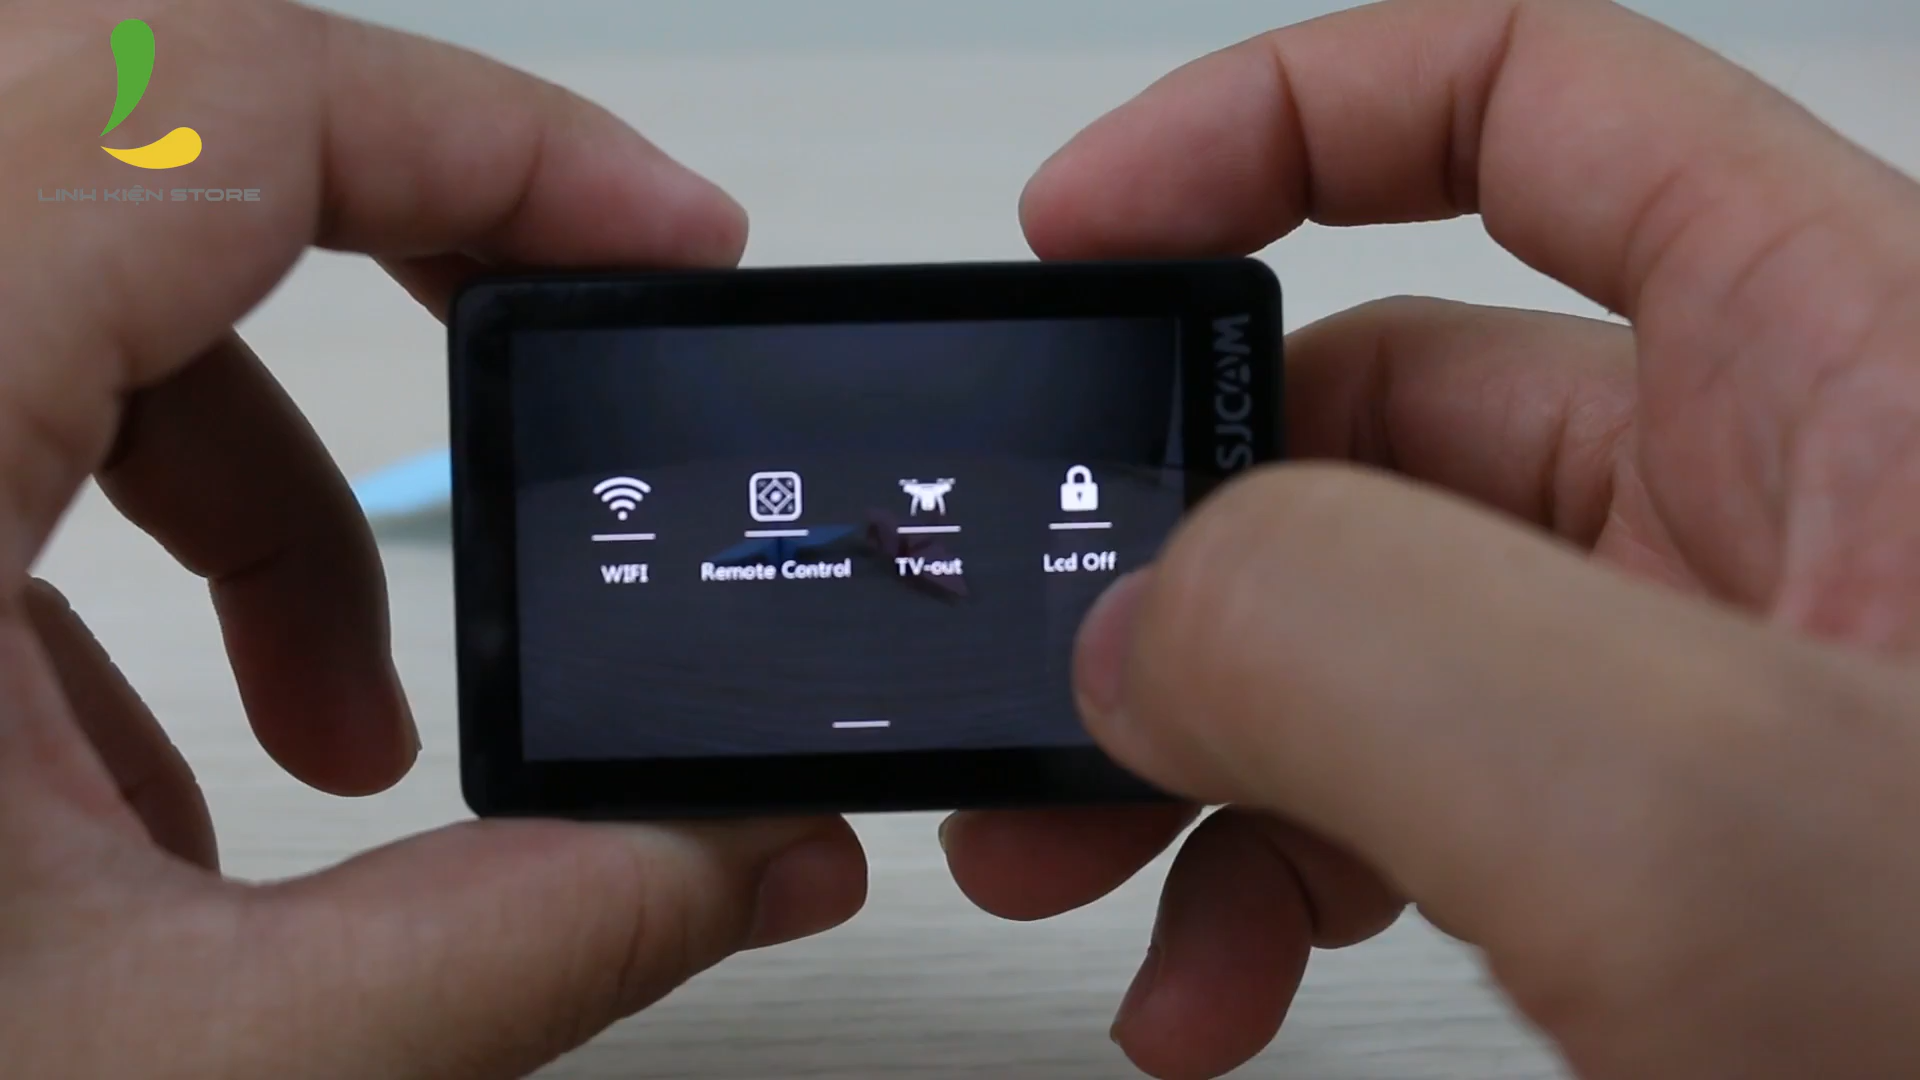 LINH KIỆN STORE
SJCAM
WIFI
Remote Control
TV-out
Lcd Off